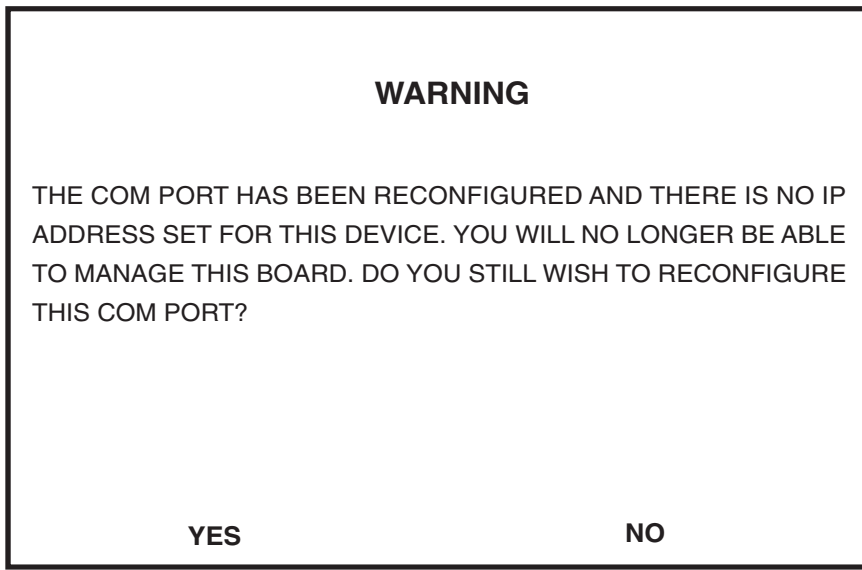 WARNING
THE COM PORT HAS BEEN RECONFIGURED AND THERE IS NO IP
ADDRESS SET FOR THIS DEVICE. YOU WILL NO LONGER BE ABLE
TO MANAGE THIS BOARD. DO YOU STILL WISH TO RECONFIGURE
THIS COM PORT?
YES NO